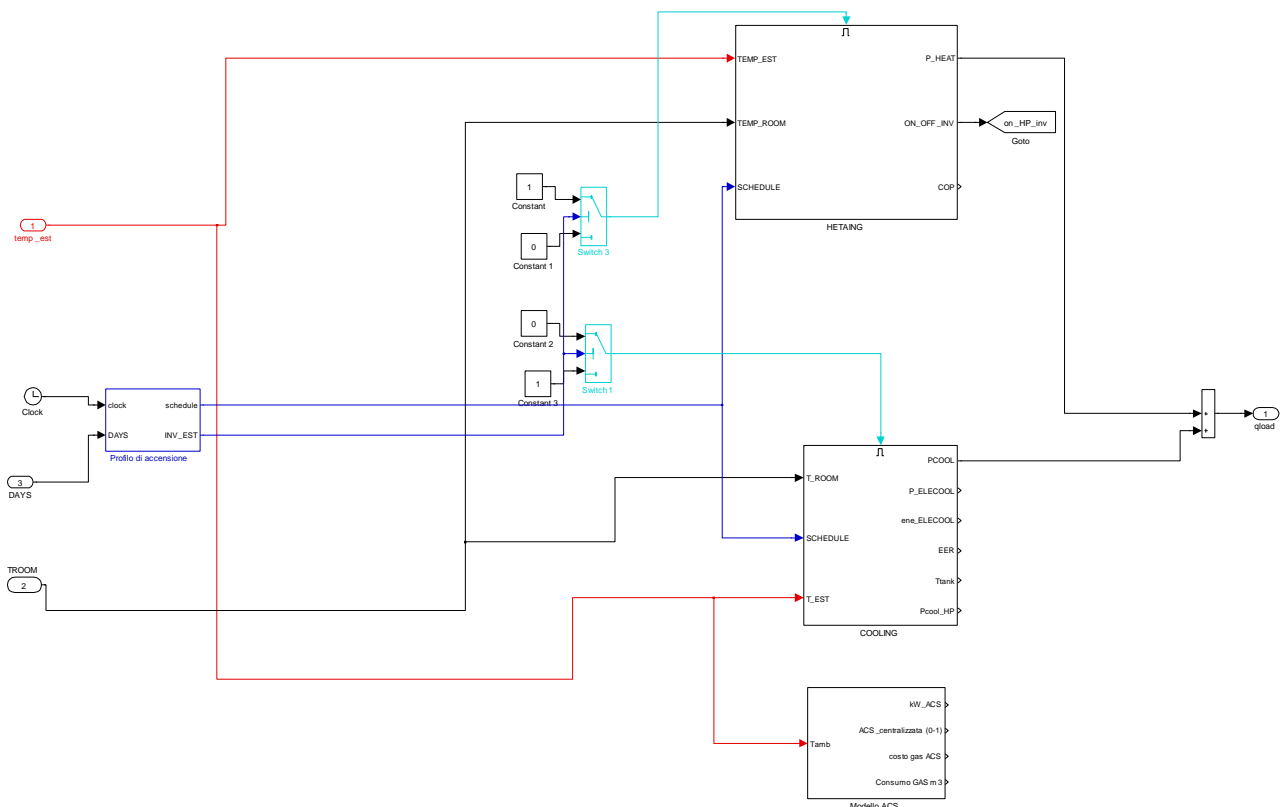 TEMP_EST
P_HEAT
TEMP_ROOM
ON_OFF_INV
on_HP_inv
Goto
SCHEDULE
COP
HETAING
1
Constant
0
Constant 1
Switch 3
1
temp_est
0
Constant 2
1
Constant 3
Switch 1
Clock
clock
schedule
DAYS
INV_EST
Profilo di accensione
3
DAYS
+
+
1
qload
T_ROOM
PCOOL
P_ELECOOL
ene_ELECOOL
SCHEDULE
EER
Ttank
T_EST
Pcool_HP
COOLING
TROOM
2
kW_ACS
ACS_centralizzata (0-1)
Tamb
costo gas ACS
Consumo GAS m 3
Modello ACS